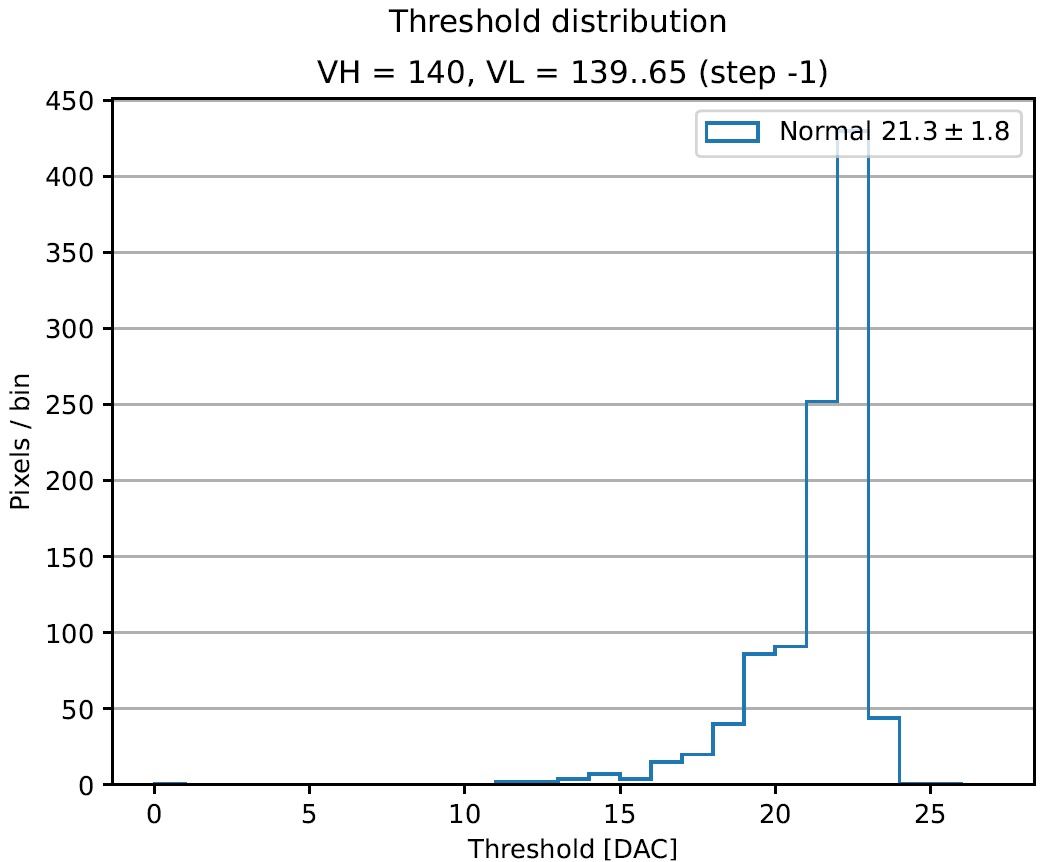 Threshold distribution
VH = 140, VL = 139..65 (step -1)
Normal 21.3 ± 1.8
450
400
350
300
250
200
150
100
50
0
Pixels / bin
0 5 10 15 20 25
Threshold [DAC]